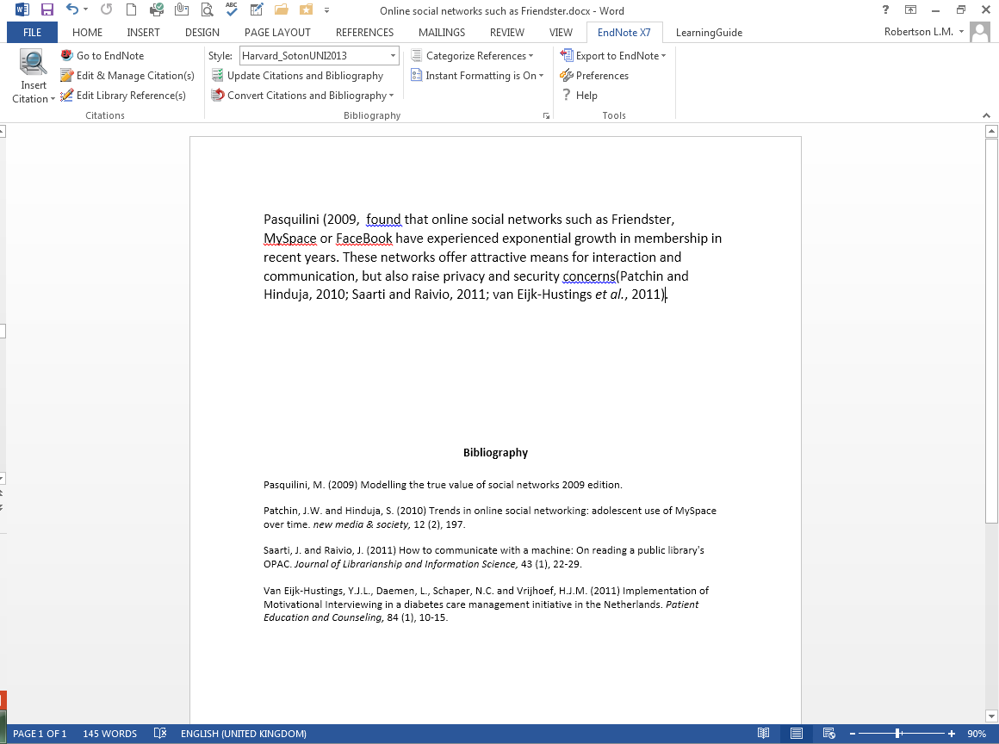 Online social networks such as Friendster.docx - Word
FILE HOME INSERT DESIGN PAGE LAYOUT REFERENCES MAILINGS REVIEW VIEW EndNote X7 LearningGuide Robertson L.M.
Insert Citation
Go to EndNote
Edit & Manage Citation(s)
Edit Library Reference(s)
Citations
Style: Harvard_SotonUNI2013
Update Citations and Bibliography
Convert Citations and Bibliography
Categorize References
Instant Formatting is On
Bibliography
Export to EndNote
Preferences
? Help
Tools
Pasquilini (2009,  found that online social networks such as Friendster,
MySpace or FaceBook have experienced exponential growth in membership in
recent years. These networks offer attractive means for interaction and
communication, but also raise privacy and security concerns(Patchin and
Hinduja, 2010; Saarti and Raivio, 2011; van Eijk-Hustings et al., 2011).
Bibliography
Pasquilini, M. (2009) Modelling the true value of social networks 2009 edition.
Patchin, J.W. and Hinduja, S. (2010) Trends in online social networking: adolescent use of MySpace
over time. new media & society, 12 (2), 197.
Saarti, J. and Raivio, J. (2011) How to communicate with a machine: On reading a public library's
OPAC. Journal of Librarianship and Information Science, 43 (1), 22-29.
Van Eijk-Hustings, Y.J.L., Daemen, L., Schaper, N.C. and Vrijhoef, H.J.M. (2011) Implementation of
Motivational Interviewing in a diabetes care management initiative in the Netherlands. Patient
Education and Counseling, 84 (1), 10-15.
PAGE 1 OF 1 145 WORDS ENGLISH (UNITED KINGDOM) 90%